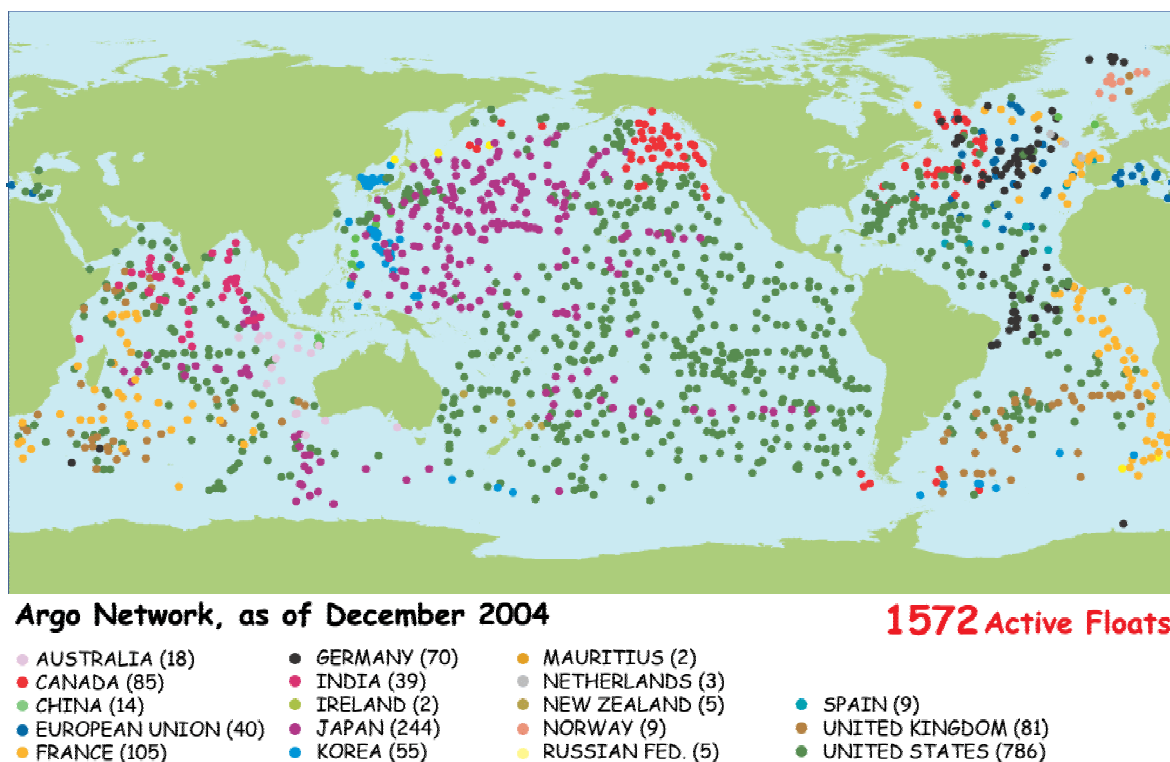 Argo Network, as of December 2004
1572 Active Floats
AUSTRALIA (18)
CANADA (85)
CHINA (14)
EUROPEAN UNION (40)
FRANCE (105)
GERMANY (70)
INDIA (39)
IRELAND (2)
JAPAN (244)
KOREA (55)
MAURITIUS (2)
NETHERLANDS (3)
NEW ZEALAND (5)
NORWAY (9)
RUSSIAN FED. (5)
SPAIN (9)
UNITED KINGDOM (81)
UNITED STATES (786)